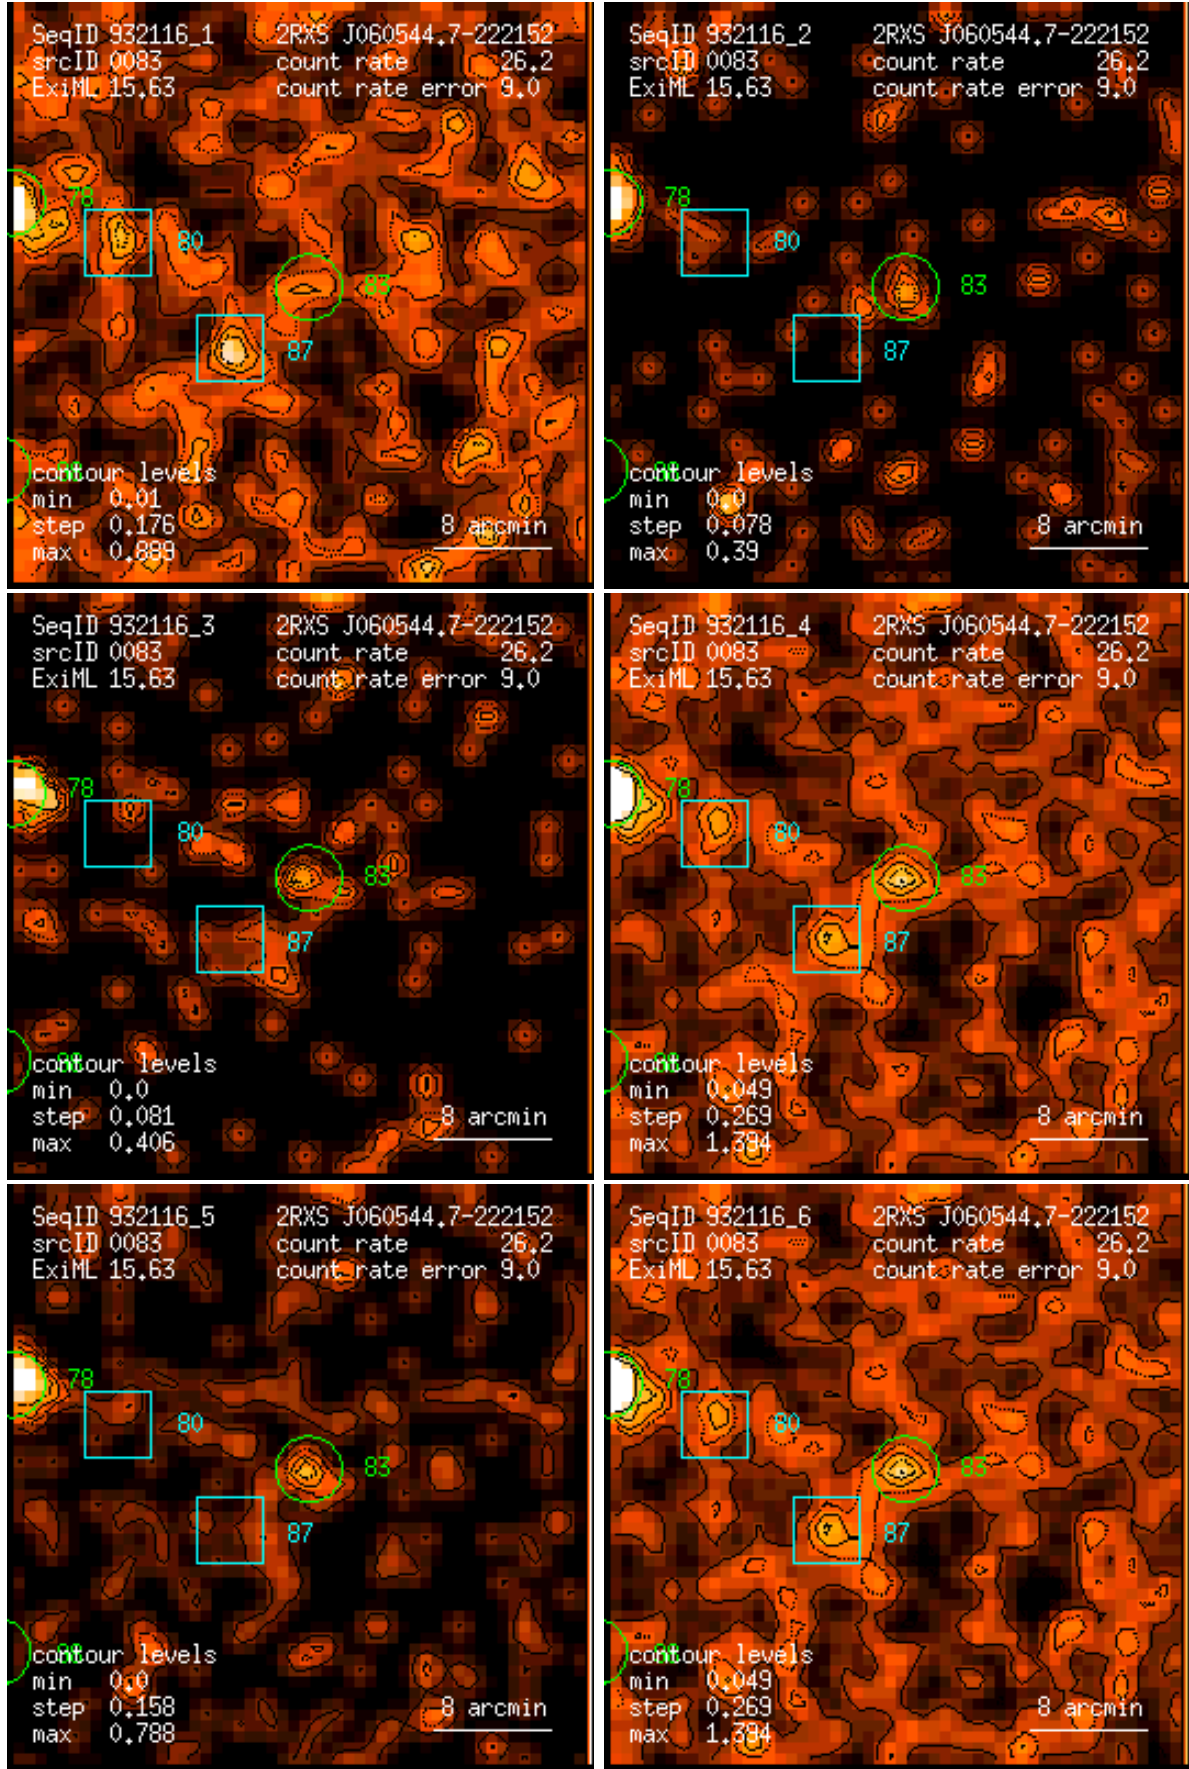 SeqID 932116_1 2RXS J060544.7-222152
srcID 0083 count rate 26.2
ExiML 15.63 count rate error 9.0
78
80
83
87
contour levels
min 0.01
step 0.176 8 arcmin
max 0.889
SeqID 932116_2 2RXS J060544.7-222152
srcID 0083 count rate 26.2
ExiML 15.63 count rate error 9.0
78
80
83
87
contour levels
min 0.0
step 0.078 8 arcmin
max 0.39
SeqID 932116_3 2RXS J060544.7-222152
srcID 0083 count rate 26.2
ExiML 15.63 count rate error 9.0
78
80
83
87
contour levels
min 0.0
step 0.081 8 arcmin
max 0.406
SeqID 932116_4 2RXS J060544.7-222152
srcID 0083 count rate 26.2
ExiML 15.63 count rate error 9.0
78
80
83
87
contour levels
min 0.049
step 0.269 8 arcmin
max 1.394
SeqID 932116_5 2RXS J060544.7-222152
srcID 0083 count rate 26.2
ExiML 15.63 count rate error 9.0
78
80
83
87
contour levels
min 0.0
step 0.158 8 arcmin
max 0.788
SeqID 932116_6 2RXS J060544.7-222152
srcID 0083 count rate 26.2
ExiML 15.63 count rate error 9.0
78
80
83
87
contour levels
min 0.049
step 0.269 8 arcmin
max 1.394